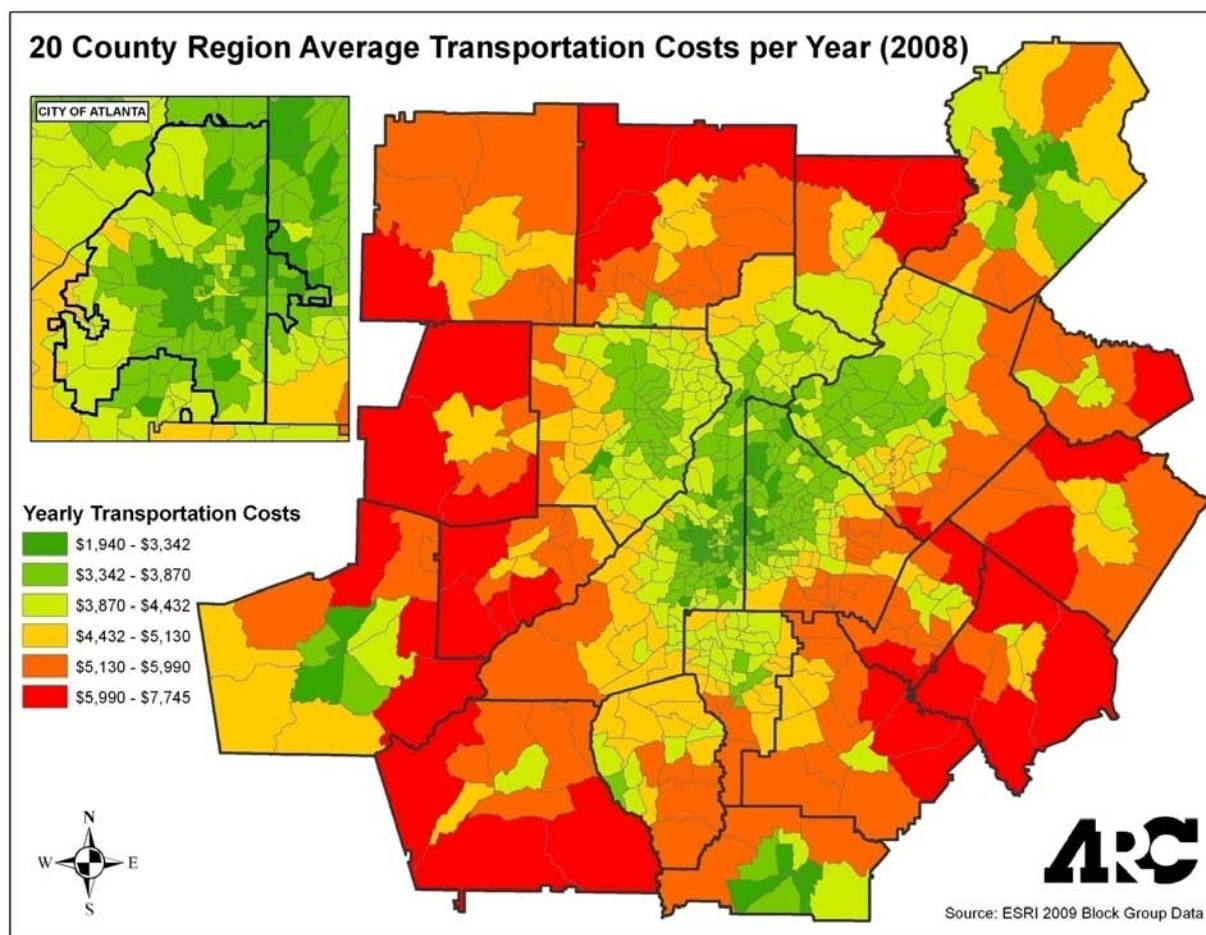 20 County Region Average Transportation Costs per Year (2008)
CITY OF ATLANTA
Yearly Transportation Costs
$1,940 - $3,342
$3,342 - $3,870
$3,870 - $4,432
$4,432 - $5,130
$5,130 - $5,990
$5,990 - $7,745
N
W E
S
ARC
Source: ESRI 2009 Block Group Data